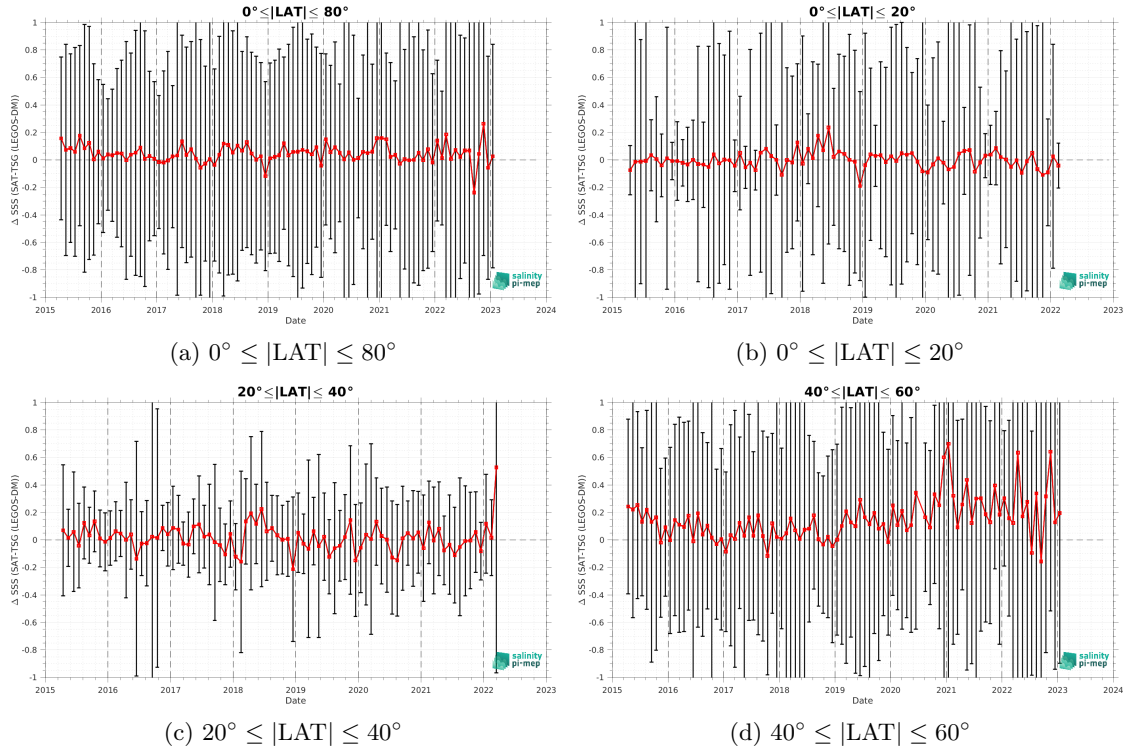 0°≤|LAT|≤ 80°
Δ SSS (SAT-TSG (LEGOS-DM))
1
0.8
0.6
0.4
0.2
0
-0.2
-0.4
-0.6
-0.8
-1
2015 2016 2017 2018 2019 2020 2021 2022 2023 2024
Date
salinity
pi-mep
(a) 0° ≤ |LAT| ≤ 80°
0°≤|LAT|≤ 20°
Δ SSS (SAT-TSG (LEGOS-DM))
1
0.8
0.6
0.4
0.2
0
-0.2
-0.4
-0.6
-0.8
-1
2015 2016 2017 2018 2019 2020 2021 2022 2023
Date
salinity
pi-mep
(b) 0° ≤ |LAT| ≤ 20°
20°≤|LAT|≤ 40°
Δ SSS (SAT-TSG (LEGOS-DM))
1
0.8
0.6
0.4
0.2
0
-0.2
-0.4
-0.6
-0.8
-1
2015 2016 2017 2018 2019 2020 2021 2022 2023
Date
salinity
pi-mep
(c) 20° ≤ |LAT| ≤ 40°
40°≤|LAT|≤ 60°
Δ SSS (SAT-TSG (LEGOS-DM))
1
0.8
0.6
0.4
0.2
0
-0.2
-0.4
-0.6
-0.8
-1
2015 2016 2017 2018 2019 2020 2021 2022 2023 2024
Date
salinity
pi-mep
(d) 40° ≤ |LAT| ≤ 60°